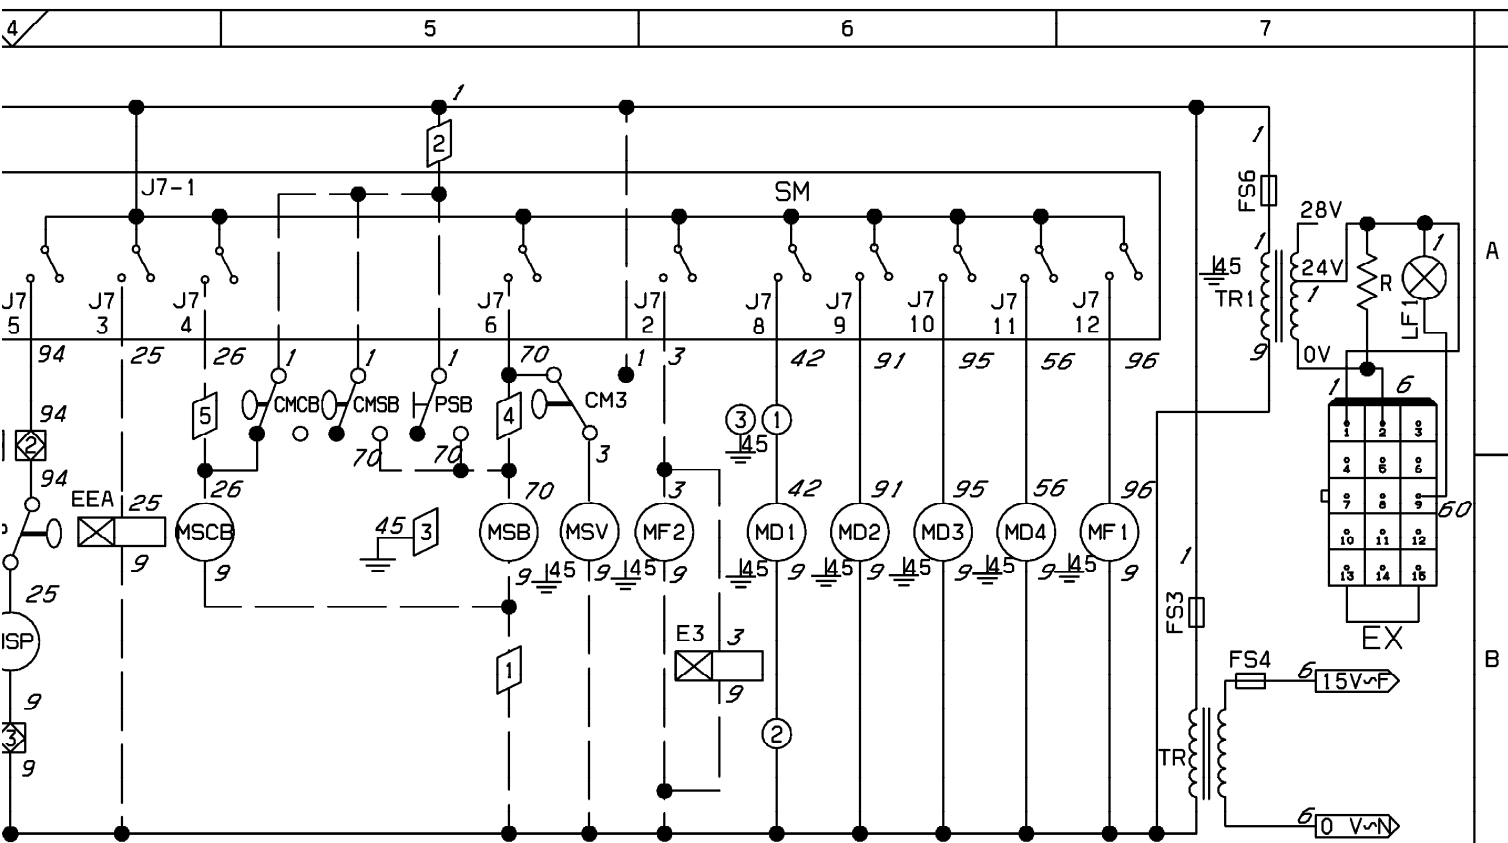 4 5 6 7
1
2
J7-1 SM
1
FS6
28V
1 1
45 24V A
J7 J7 J7 J7 J7 J7 J7 J7 J7 J7 TR1 1 R LF1
5 3 4 6 2 8 9 10 11 12
94 25 26 1 1 1 70 1 3 42 91 95 56 96 9 0V
1 6
94 5 CMCB CMSB PSB 4 CM3 3 1
1 2 3
2 70 70 3 45
4 5 6
94 26 70 3 42 91 95 56 96
EEA 25 7 8 9 60
45 3
MSCB MSB MSV MF2 MD1 MD2 MD3 MD4 MF1
10 11 12
9 9 9 45 9 45 9 45 9 45 9 45 9 45 9 45 9 1
13 14 15
25
FS3
ISP E3 3 EX
1 FS4 B
9 9 6 15V~F
3 2 TR
9
6 0 V~N